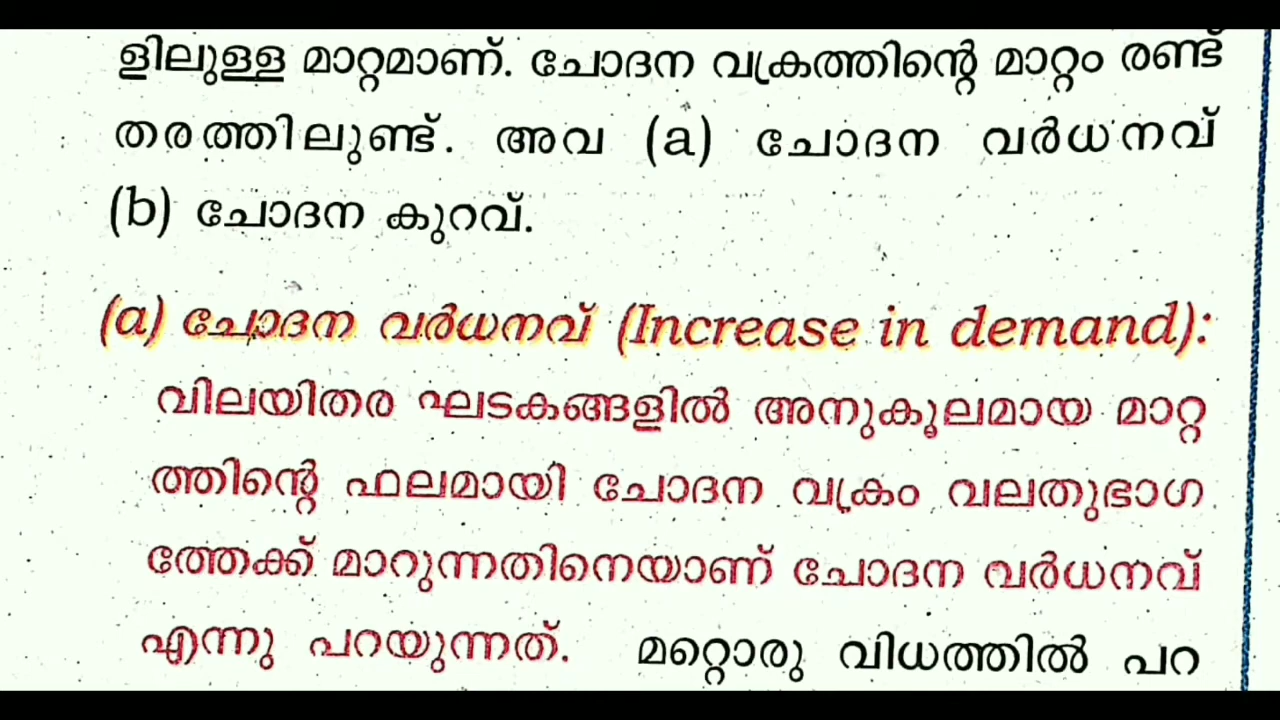 ളിലുള്ള മാറ്റമാണ്. ചോദന വക്രത്തിന്റെ മാറ്റം രണ്ട്
തരത്തിലുണ്ട്. അവ (a) ചോദന വർധനവ്
(b) ചോദന കുറവ്.
(a) ചോദന വർധനവ് (Increase in demand):
വിലയിതര ഘടകങ്ങളിൽ അനുകൂലമായ മാറ്റ
ത്തിന്റെ ഫലമായി ചോദന വക്രം വലതുഭാഗ
ത്തേക്ക് മാറുന്നതിനെയാണ് ചോദന വർധനവ്
എന്നു പറയുന്നത്. മറ്റൊരു വിധത്തിൽ പറ